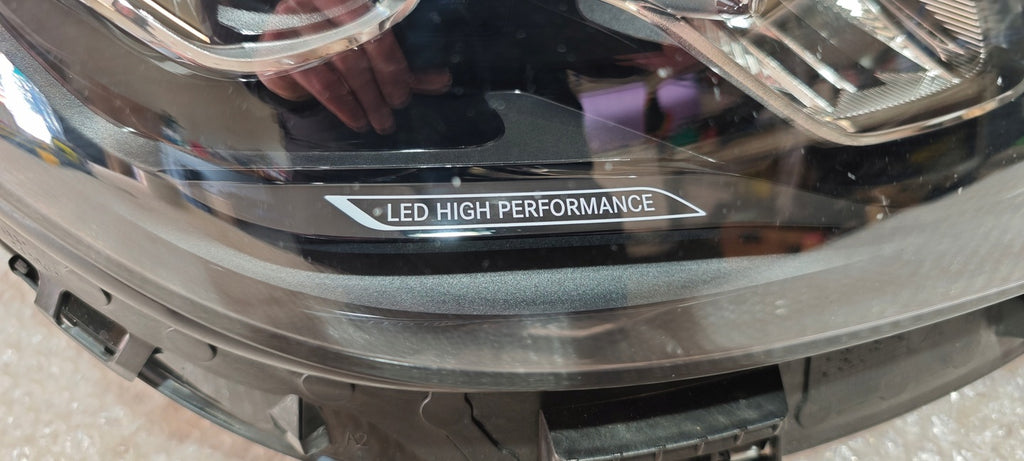 LED HIGH PERFORMANCE